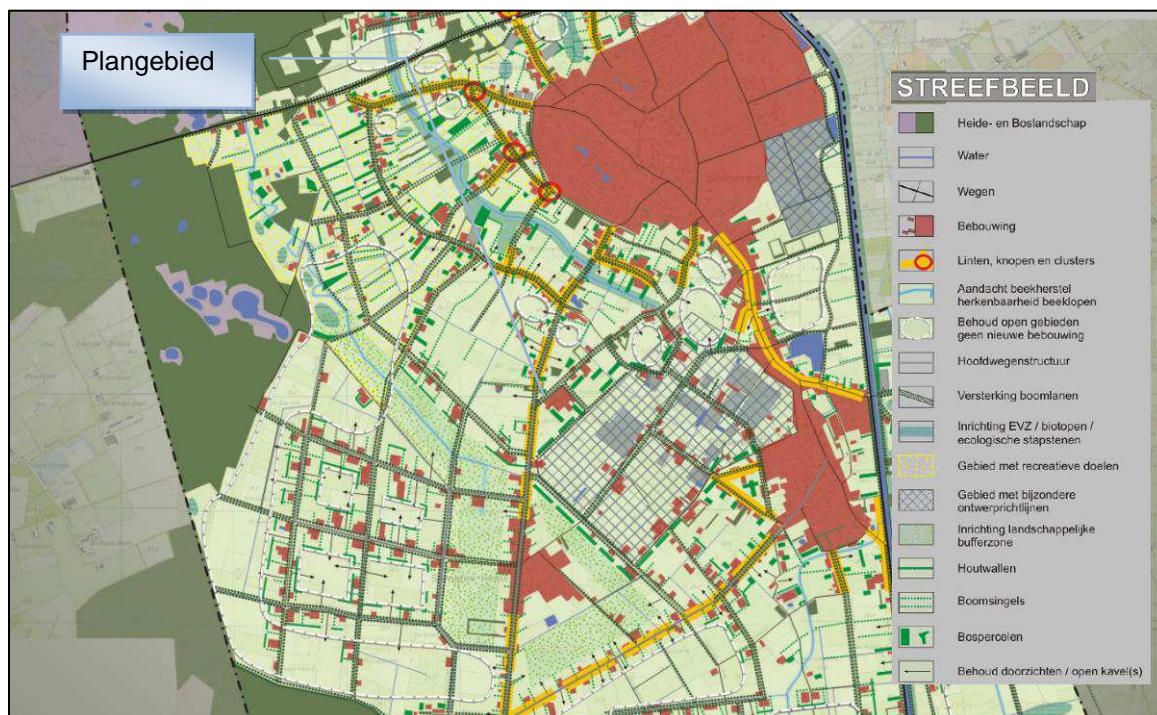 Plangebied
STREEFBEELD
Heide- en Boslandschap
Water
Wegen
Bebouwing
Linten, knopen en clusters
Aandacht beekherstel
herkenbaarheid beeklopen
Behoud open gebieden
geen nieuwe bebouwing
Hoofdwegenstructuur
Versterking boomlanen
Inrichting EVZ / biotopen /
ecologische stapstenen
Gebied met recreatieve doelen
Gebied met bijzondere
ontwerprichtlijnen
Inrichting landschappelijke
bufferzone
Houtwallen
Boomsingels
Bospercelen
Behoud doorzichten / open kavel(s)